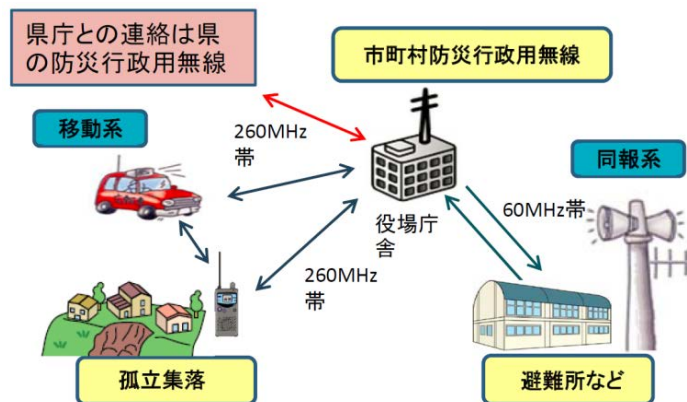 県庁との連絡は県
の防災行政用無線
市町村防災行政用無線
移動系
260MHz
帯
同報系
役場庁
舎
60MHz帯
260MHz
帯
孤立集落
避難所など